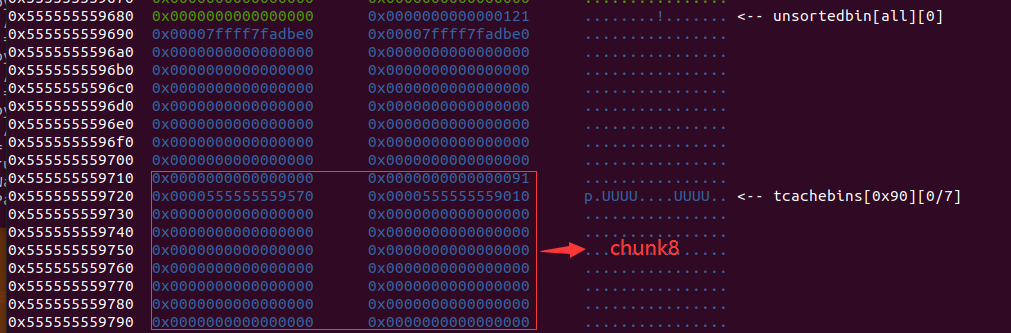 0x555555559680 0x0000000000000000 0x0000000000000121 ........!....... <-- unsortedbin[all][0]
0x555555559690 0x00007ffff7fadbe0 0x00007ffff7fadbe0 ................
0x5555555596a0 0x0000000000000000 0x0000000000000000 ................
0x5555555596b0 0x0000000000000000 0x0000000000000000 ................
0x5555555596c0 0x0000000000000000 0x0000000000000000 ................
0x5555555596d0 0x0000000000000000 0x0000000000000000 ................
0x5555555596e0 0x0000000000000000 0x0000000000000000 ................
0x5555555596f0 0x0000000000000000 0x0000000000000000 ................
0x555555559700 0x0000000000000000 0x0000000000000000 ................
0x555555559710 0x0000000000000000 0x0000000000000091 ................
0x555555559720 0x0000555555559570 0x0000555555559010 p.UUUU....UUUU.. <-- tcachebins[0x90][0/7]
0x555555559730 0x0000000000000000 0x0000000000000000 ................
0x555555559740 0x0000000000000000 0x0000000000000000 ................
0x555555559750 0x0000000000000000 0x0000000000000000 ... chunk8 ......
0x555555559760 0x0000000000000000 0x0000000000000000 ................
0x555555559770 0x0000000000000000 0x0000000000000000 ................
0x555555559780 0x0000000000000000 0x0000000000000000 ................
0x555555559790 0x0000000000000000 0x0000000000000000 ................